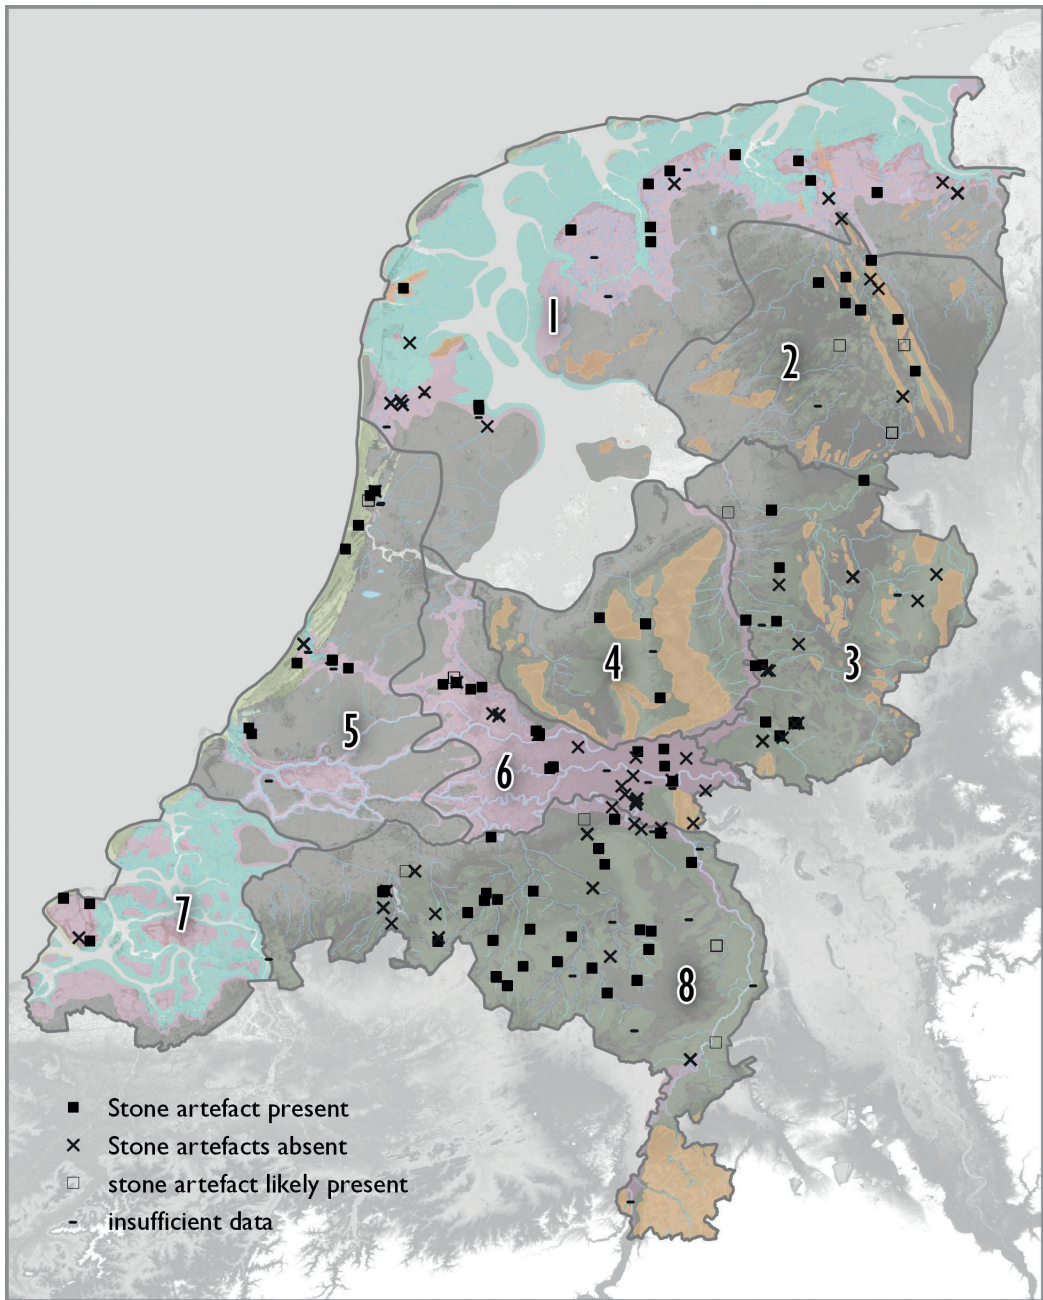 1
2
3
4
5
6
7
8
Stone artefact present
Stone artefacts absent
stone artefact likely present
insufficient data